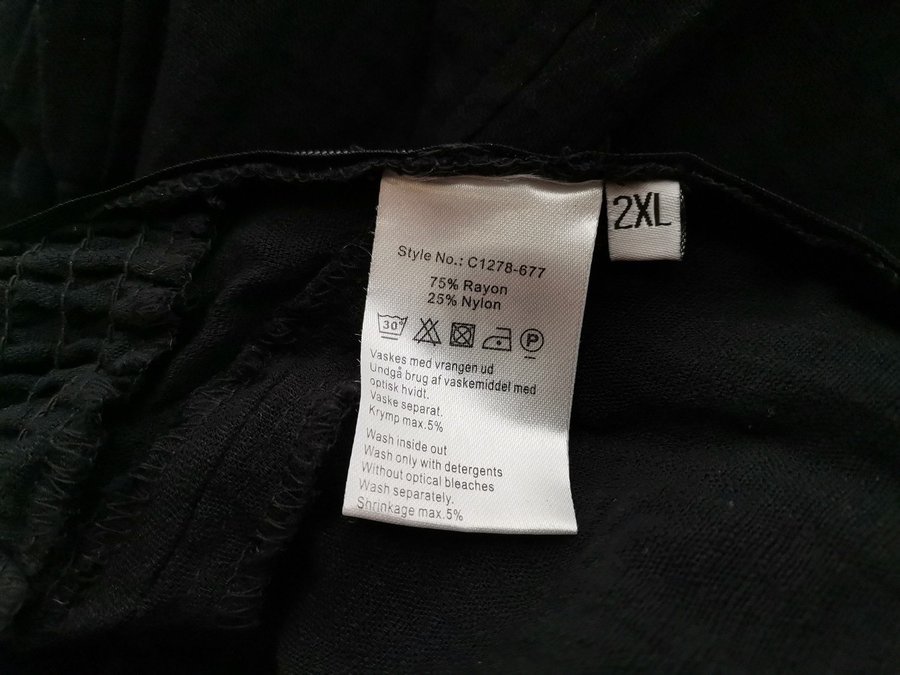 Style No.: C1278-677
75% Rayon
25% Nylon
30°
P
Vaskes med vrangen ud
Undgå brug af vaskemiddel med
optisk hvidt.
Vaske separat.
Krymp max.5%
Wash inside out
Wash only with detergents
Without optical bleaches
Wash separately.
Shrinkage max.5%
2XL